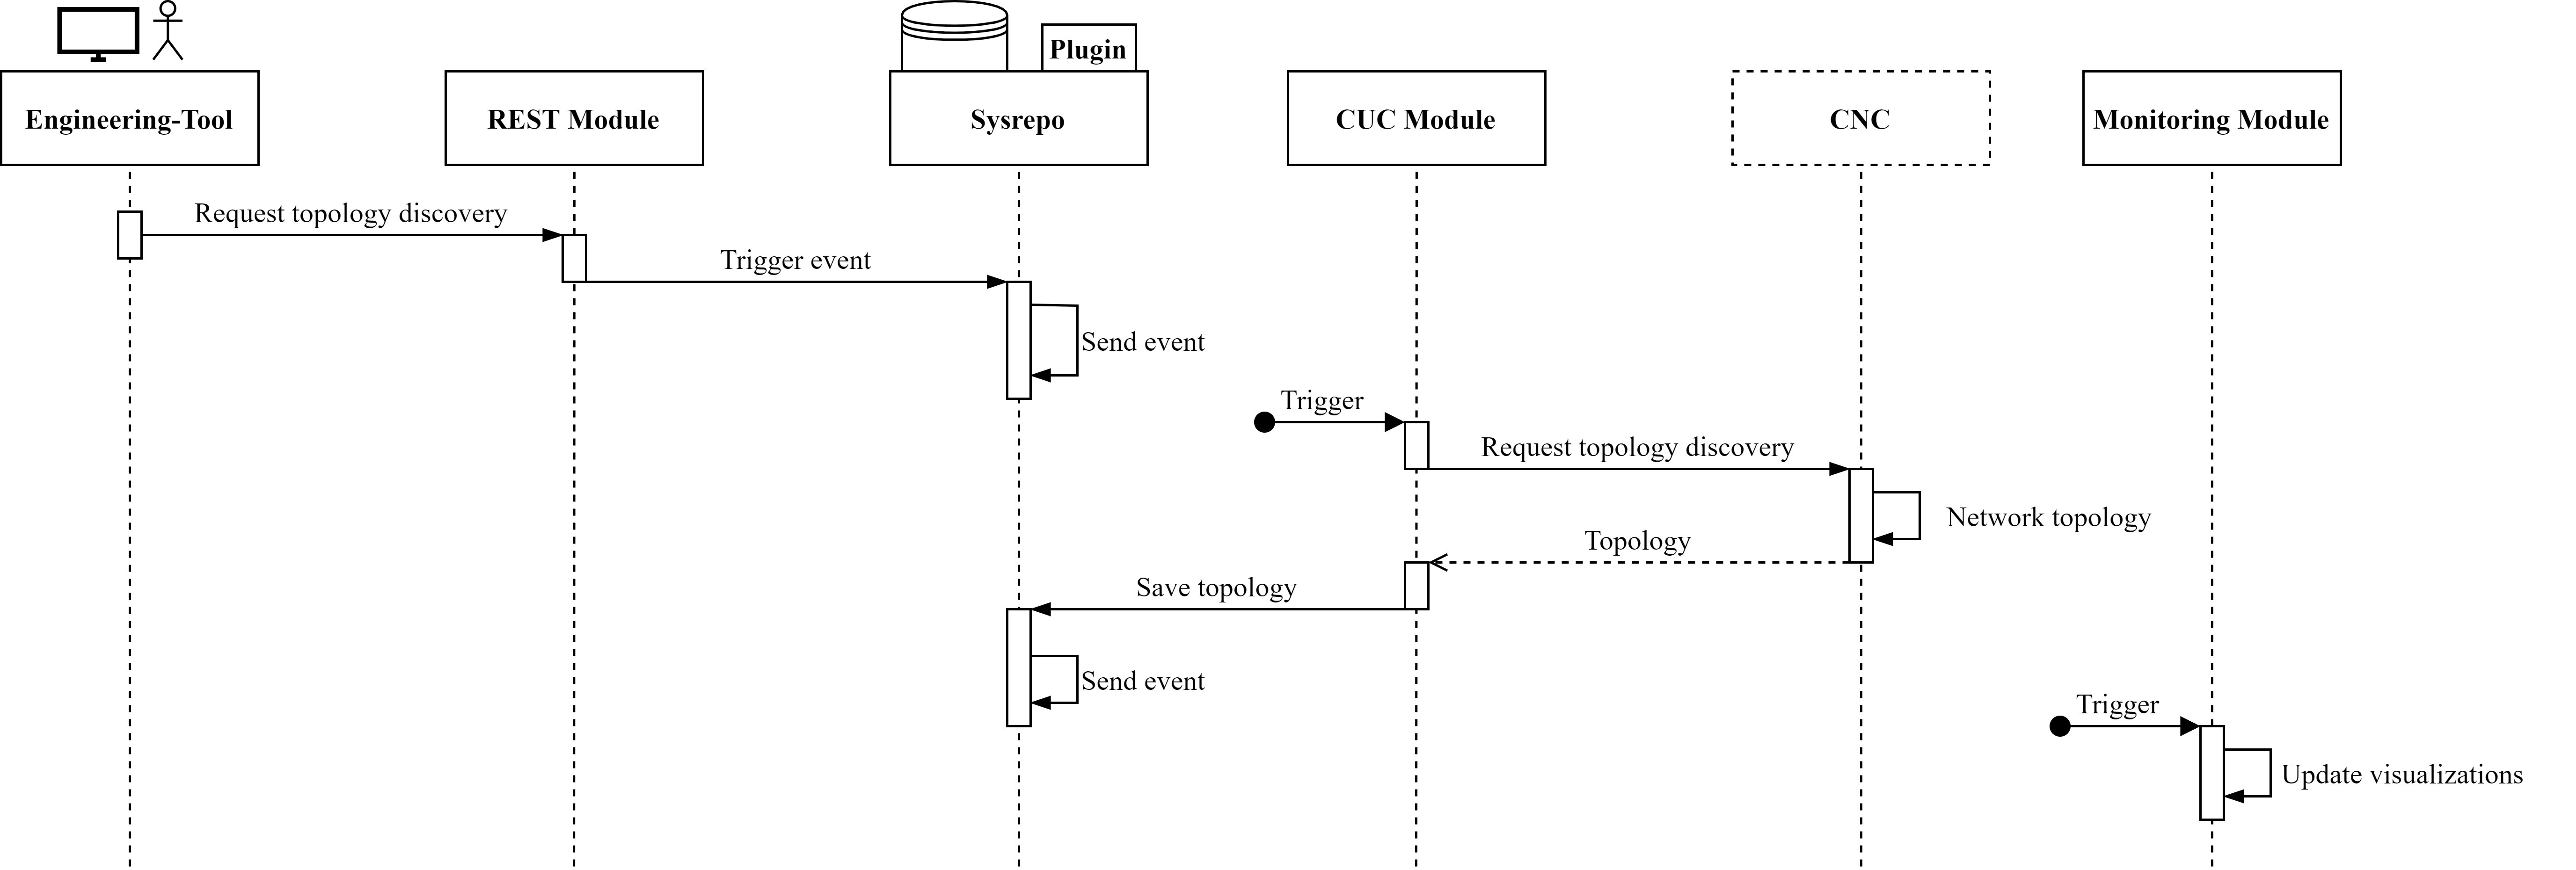 Plugin
Engineering-Tool
REST Module
Sysrepo
CUC Module
CNC
Monitoring Module
Request topology discovery
Trigger event
Send event
Trigger
Request topology discovery
Network topology
Topology
Save topology
Send event
Trigger
Update visualizations